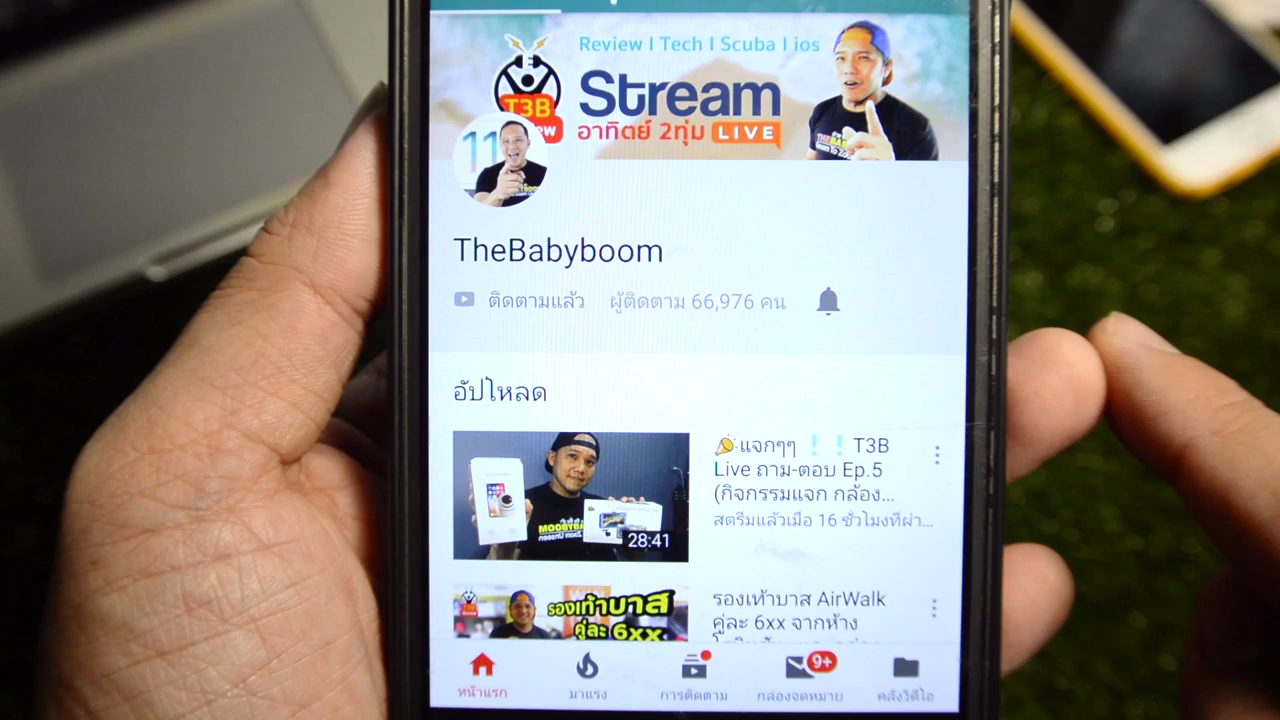 Review | Tech | Scuba | ios
Stream
อาทิตย์ 2ทุ่ม LIVE
T3B
11
TheBabyboom
ติดตามแล้ว ผู้ติดตาม 66,976 คน
อัปโหลด
แจกๆๆ ❕❕ T3B
Live ถาม-ตอบ Ep.5
(กิจกรรมแจก กล้อง...
สตรีมแล้วเมื่อ 16 ชั่วโมงที่ผ่า...
28:41
รองเท้าบาส
คู่ละ 6xx
รองเท้าบาส AirWalk
คู่ละ 6xx จากห้าง
9+
หน้าแรก มาแรง การติดตาม กล่องจดหมาย คลังวิดีโอ